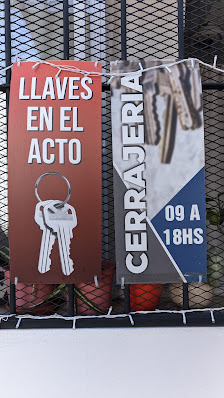 LLAVES
EN EL
ACTO
CERRAJERIA
09 A
18HS